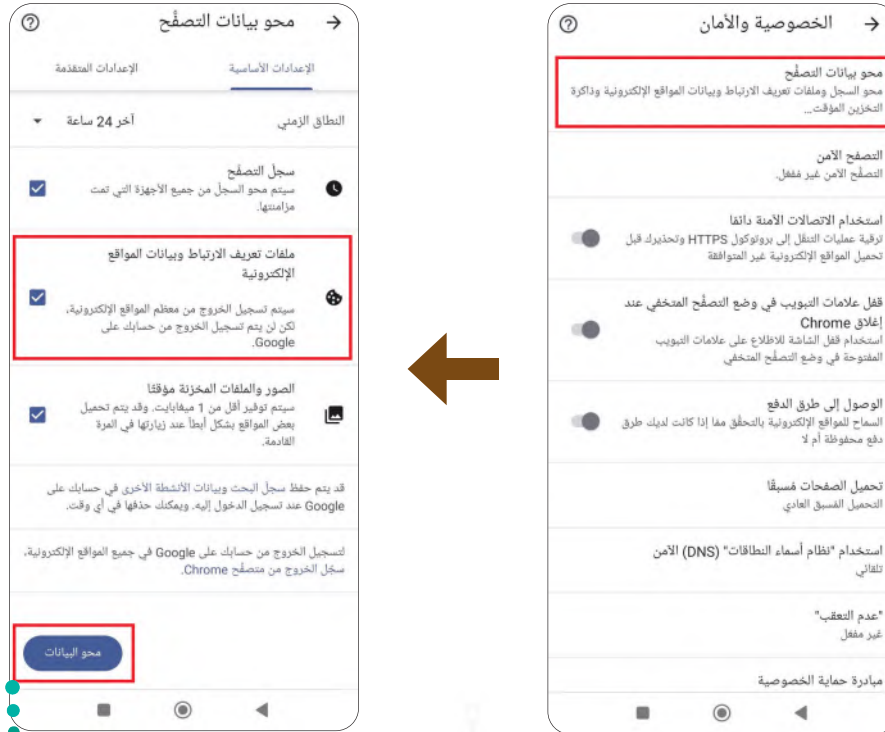 الخصوصية والأمان
محو بيانات التصفُّح
محو السجل وملفات تعريف الارتباط وبيانات المواقع الإلكترونية وذاكرة
التخزين المؤقت...
التصفح الآمن
التصفُّح الآمن غير مُفعَّل.
استخدام الاتصالات الآمنة دائمًا
ترقية عمليات التنقّل إلى بروتوكول HTTPS وتحذيرك قبل
تحميل المواقع الإلكترونية غير المتوافقة
قفل علامات التبويب في وضع التصفُّح المتخفي عند
إغلاق Chrome
استخدام قفل الشاشة للاطّلاع على علامات التبويب
المفتوحة في وضع التصفُّح المتخفي
الوصول إلى طرق الدفع
السماح للمواقع الإلكترونية بالتحقّق مما إذا كانت لديك طرق
دفع محفوظة أم لا
تحميل الصفحات مُسبقًا
التحميل المُسبق العادي
استخدام "نظام أسماء النطاقات" (DNS) الآمن
تلقائي
"عدم التعقب"
غير مفعّل
مبادرة حماية الخصوصية
محو بيانات التصفُّح
الإعدادات الأساسية الإعدادات المتقدّمة
النطاق الزمني آخر 24 ساعة
سجلّ التصفُّح
سيتم محو السجلّ من جميع الأجهزة التي تمت
مزامنتها.
ملفات تعريف الارتباط وبيانات المواقع
الإلكترونية
سيتم تسجيل الخروج من معظم المواقع الإلكترونية،
لكن لن يتم تسجيل الخروج من حسابك على
Google.
الصور والملفات المخزنة مؤقتًا
سيتم توفير أقل من 1 ميغابايت. وقد يتم تحميل
بعض المواقع بشكل أبطأ عند زيارتها في المرة
القادمة.
قد يتم حفظ سجلّ البحث وبيانات الأنشطة الأخرى في حسابك على
Google عند تسجيل الدخول إليه. ويمكنك حذفها في أي وقت.
لتسجيل الخروج من حسابك على Google في جميع المواقع الإلكترونية،
سجّل الخروج من متصفّح Chrome.
محو البيانات